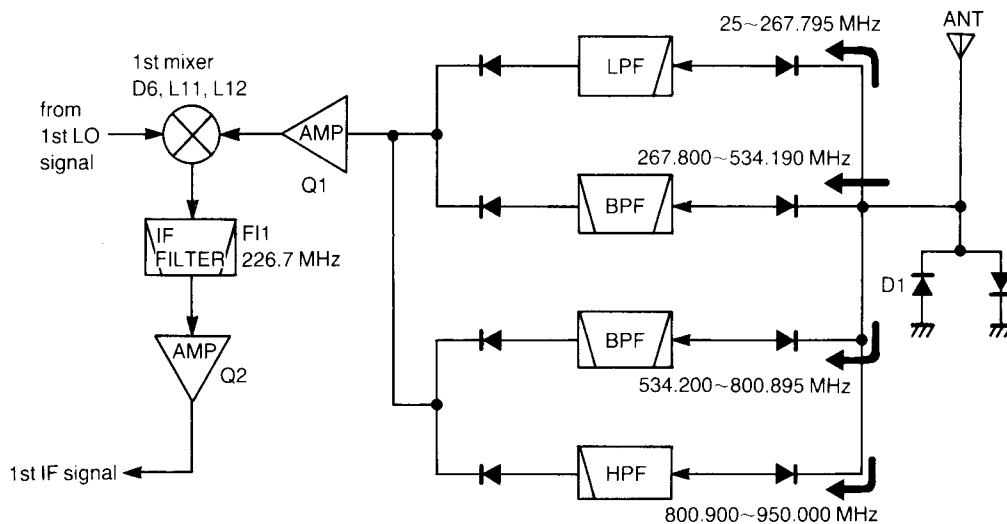 25~267.795 MHz
ANT
1st mixer
D6, L11, L12
LPF
from
1st LO
signal
AMP
Q1
267.800~534.190 MHz
BPF
IF
FILTER
FI1
226.7 MHz
D1
AMP
Q2
BPF
534.200~800.895 MHz
1st IF signal
HPF
800.900~950.000 MHz